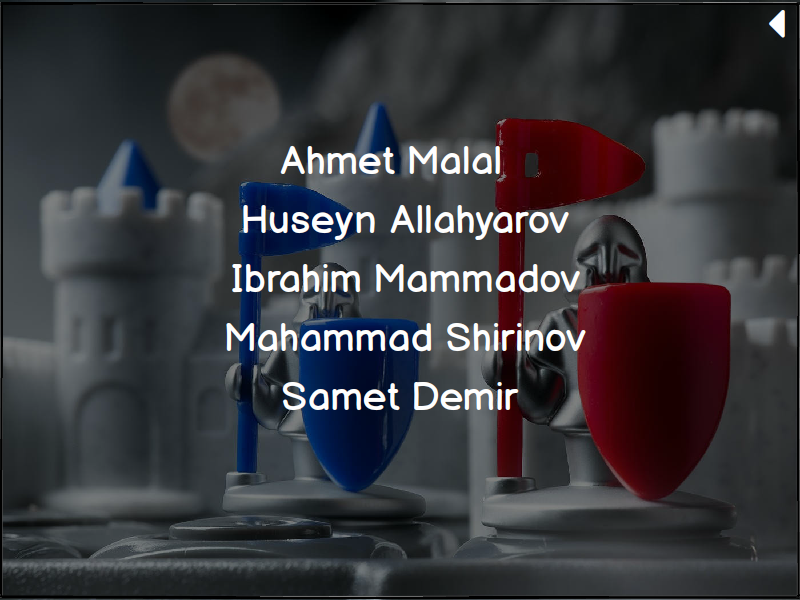 Ahmet Malal
Huseyn Allahyarov
Ibrahim Mammadov
Mahammad Shirinov
Samet Demir